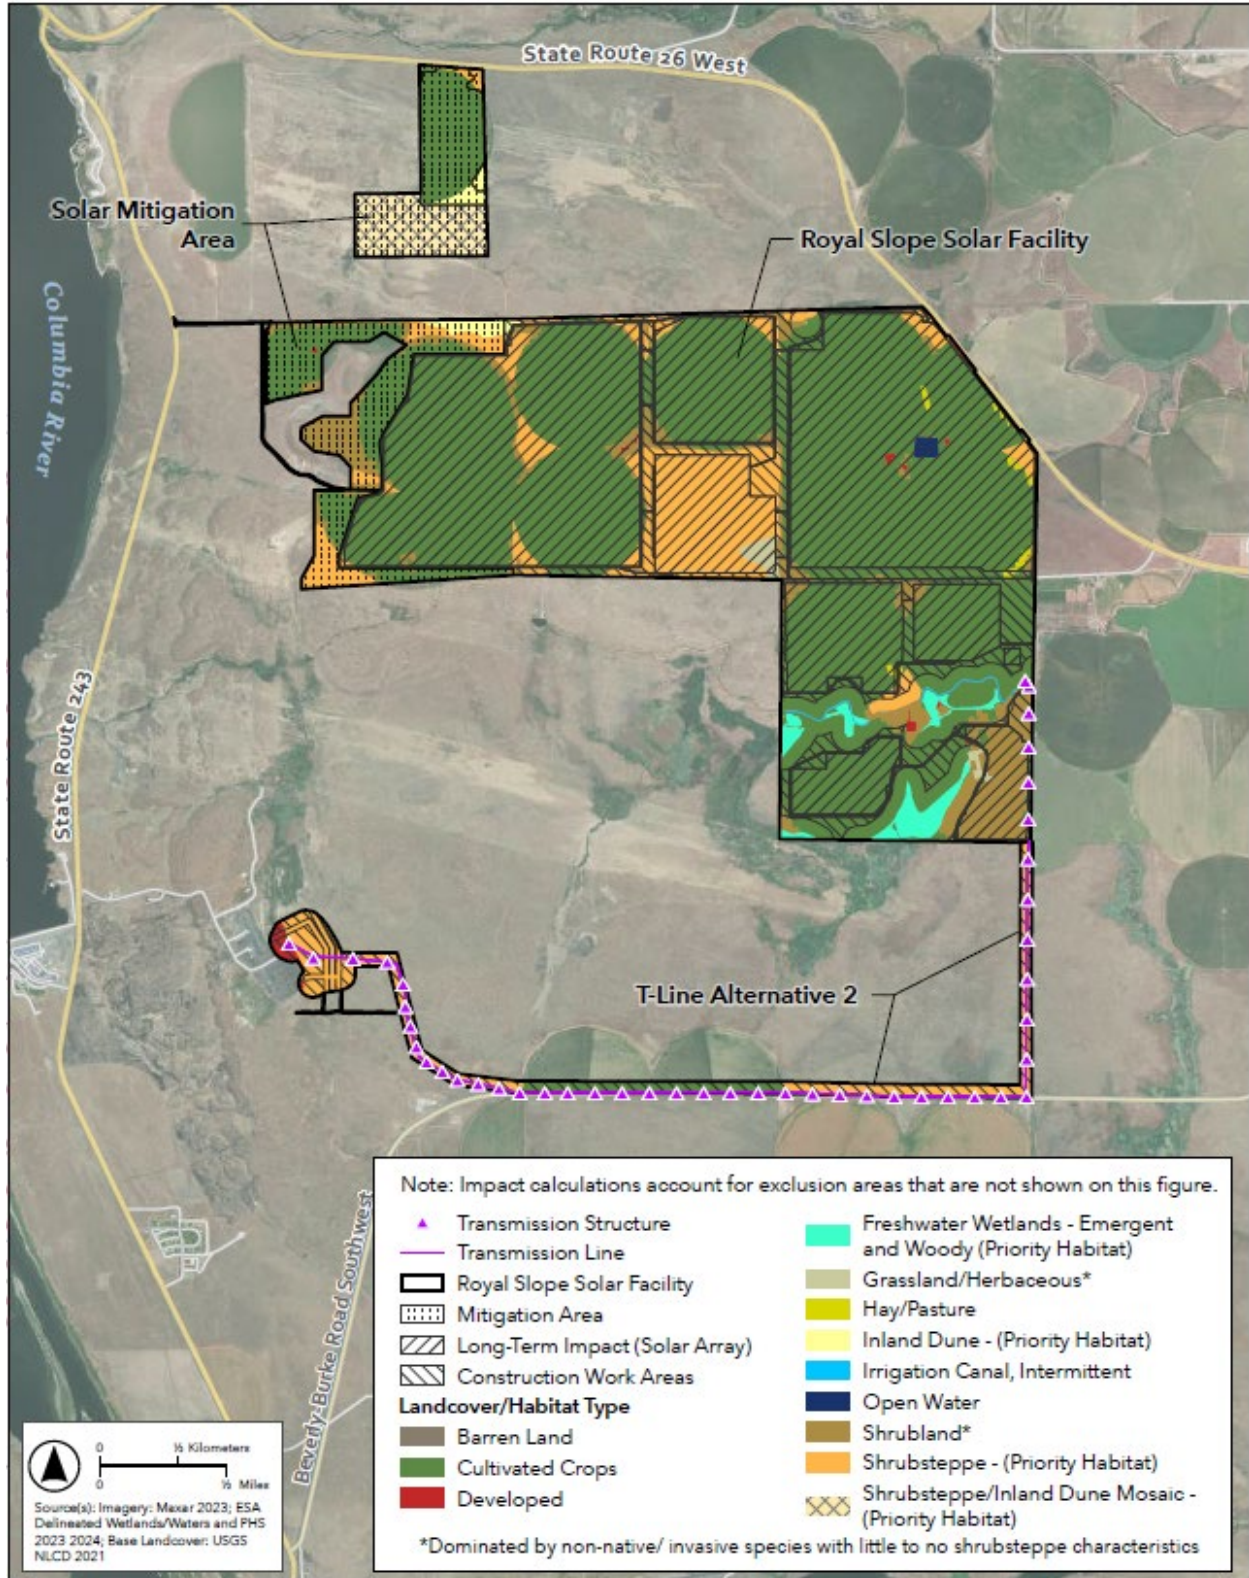 State Route 26 West
Solar Mitigation
Area
Royal Slope Solar Facility
Columbia River
State Route 243
T-Line Alternative 2
Beverly-Burke Road Southwest
Note: Impact calculations account for exclusion areas that are not shown on this figure.
Transmission Structure
Transmission Line
Royal Slope Solar Facility
Mitigation Area
Long-Term Impact (Solar Array)
Construction Work Areas
Landcover/Habitat Type
Barren Land
Cultivated Crops
Developed
Freshwater Wetlands - Emergent
and Woody (Priority Habitat)
Grassland/Herbaceous*
Hay/Pasture
Inland Dune - (Priority Habitat)
Irrigation Canal, Intermittent
Open Water
Shrubland*
Shrubsteppe - (Priority Habitat)
Shrubsteppe/Inland Dune Mosaic -
(Priority Habitat)
*Dominated by non-native/ invasive species with little to no shrubsteppe characteristics
0 ½ Kilometers
0 ½ Miles
Source(s): Imagery: Maxar 2023; ESA
Delineated Wetlands/Waters and PHS
2023 2024; Base Landcover: USGS
NLCD 2021